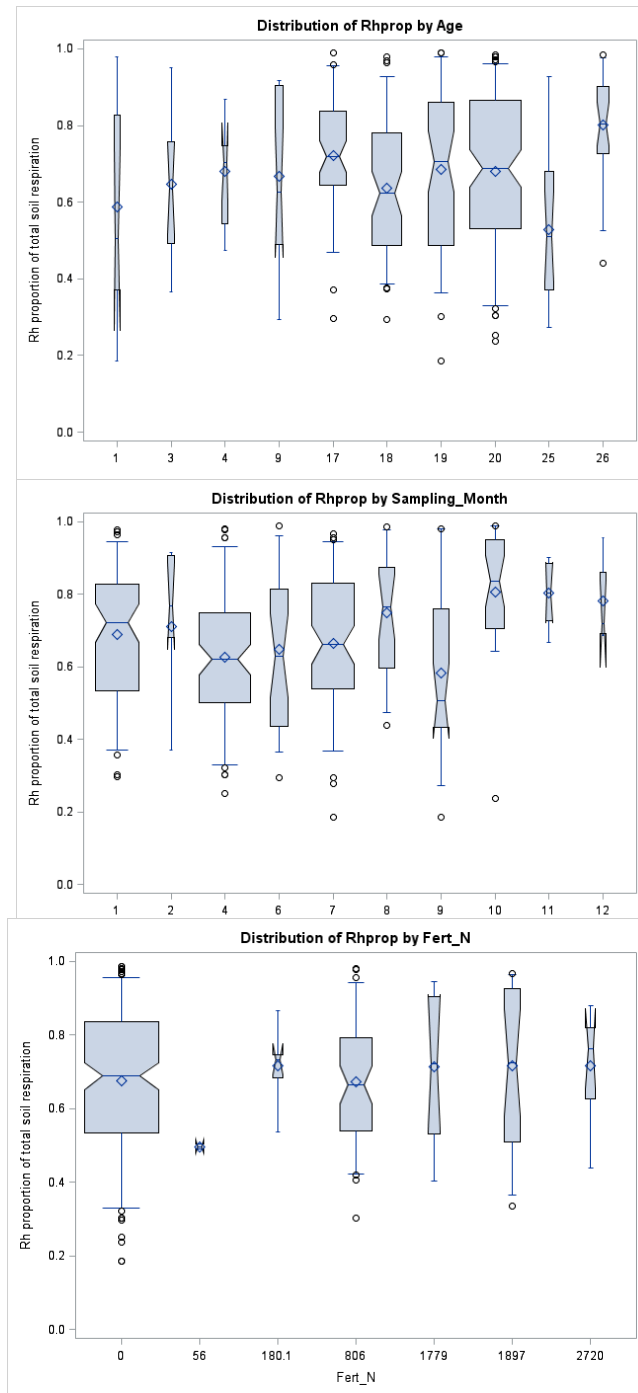 Distribution of Rhprop by Age
1.0
0.8
0.6
0.4
0.2
0.0
Rh proportion of total soil respiration
1 3 4 9 17 18 19 20 25 26
Distribution of Rhprop by Sampling_Month
1.0
0.8
0.6
0.4
0.2
0.0
Rh proportion of total soil respiration
1 2 4 6 7 8 9 10 11 12
Distribution of Rhprop by Fert_N
1.0
0.8
0.6
0.4
0.2
0.0
Rh proportion of total soil respiration
0 56 180.1 806 1779 1897 2720
Fert_N